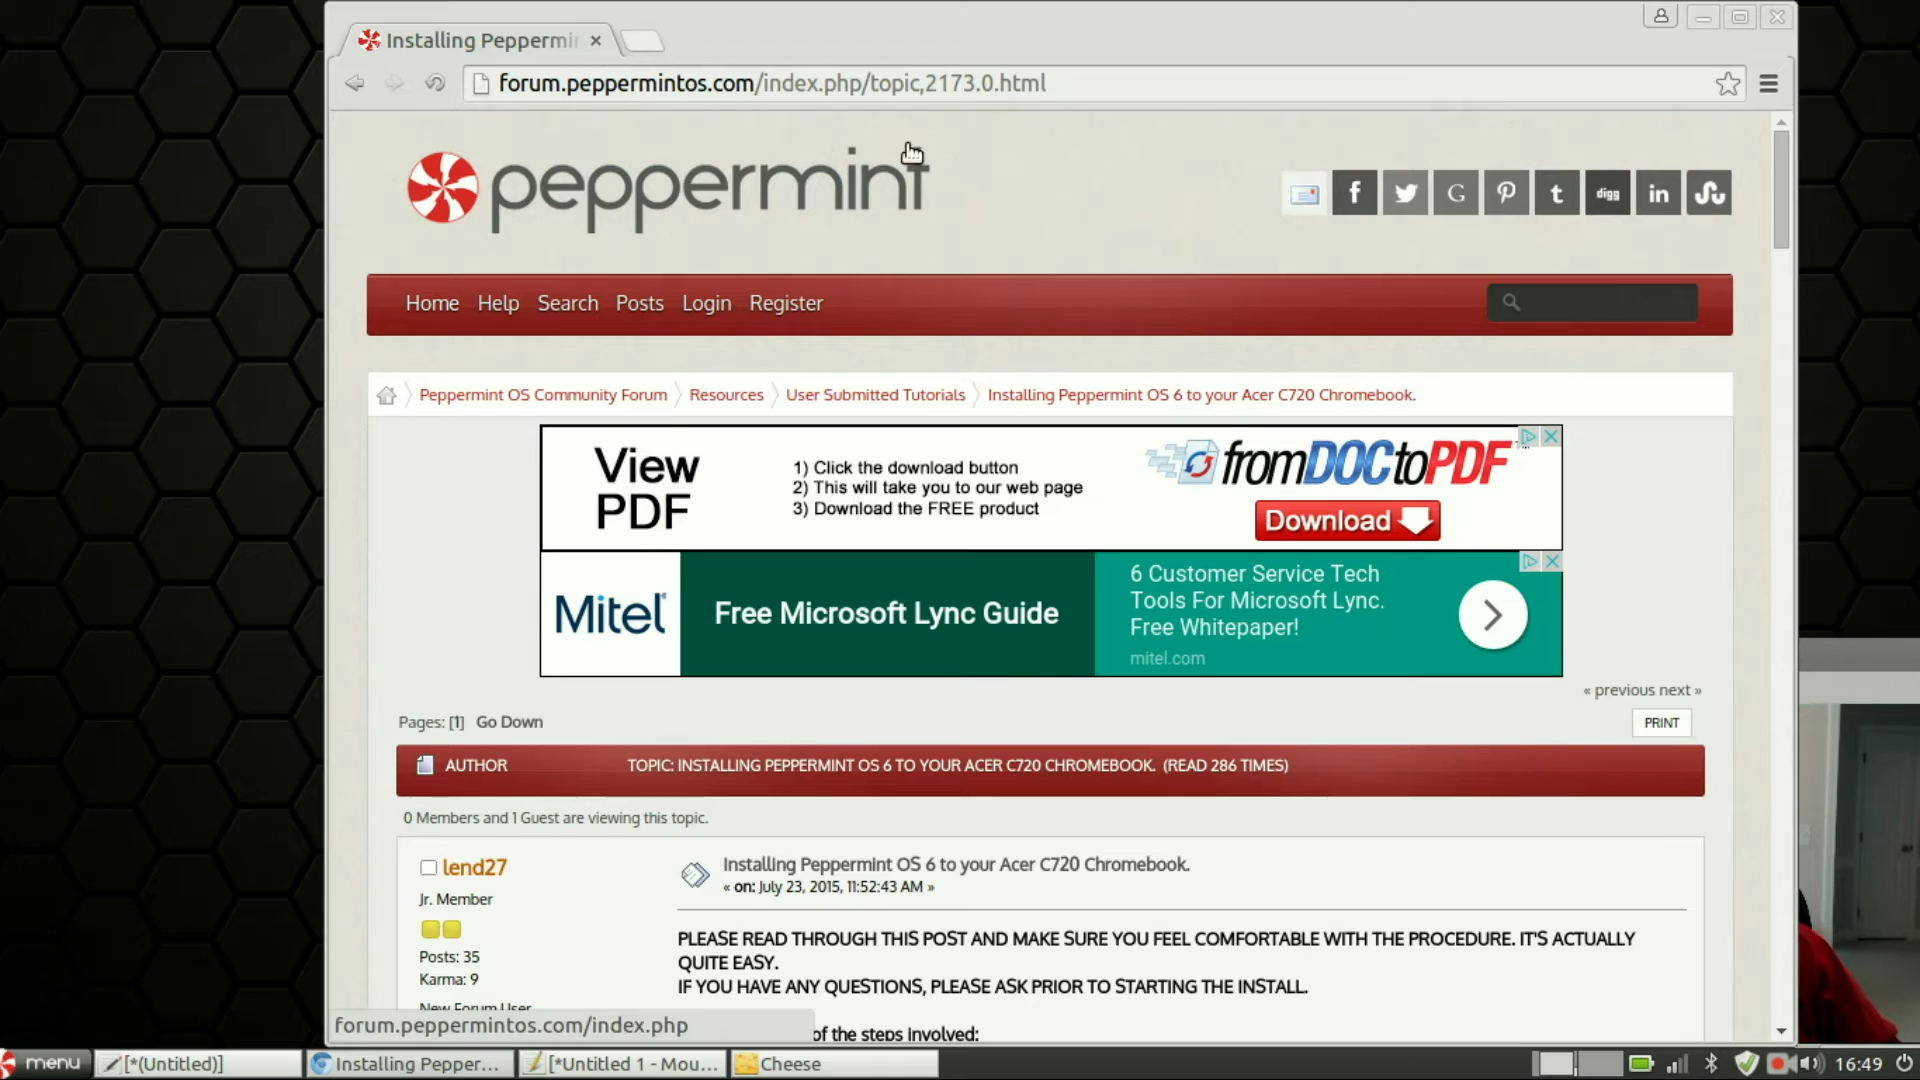 Installing Peppermin
forum.peppermintos.com/index.php/topic,2173.0.html
peppermint
f G t digg in
Home Help Search Posts Login Register
Peppermint OS Community Forum Resources User Submitted Tutorials Installing Peppermint OS 6 to your Acer C720 Chromebook.
View
PDF
1) Click the download button
2) This will take you to our web page
3) Download the FREE product
fromDOCtoPDF
Download
Mitel
Free Microsoft Lync Guide
6 Customer Service Tech
Tools For Microsoft Lync.
Free Whitepaper!
mitel.com
« previous next »
Pages: [1] Go Down
PRINT
AUTHOR TOPIC: INSTALLING PEPPERMINT OS 6 TO YOUR ACER C720 CHROMEBOOK. (READ 286 TIMES)
0 Members and 1 Guest are viewing this topic.
lend27
Jr. Member
Posts: 35
Karma: 9
New Forum User
Installing Peppermint OS 6 to your Acer C720 Chromebook.
« on: July 23, 2015, 11:52:43 AM »
PLEASE READ THROUGH THIS POST AND MAKE SURE YOU FEEL COMFORTABLE WITH THE PROCEDURE. IT'S ACTUALLY
QUITE EASY.
IF YOU HAVE ANY QUESTIONS, PLEASE ASK PRIOR TO STARTING THE INSTALL.
of the steps involved:
forum.peppermintos.com/index.php
menu [*(Untitled)] Installing Pepper... [*Untitled 1 - Mou... Cheese 16:49